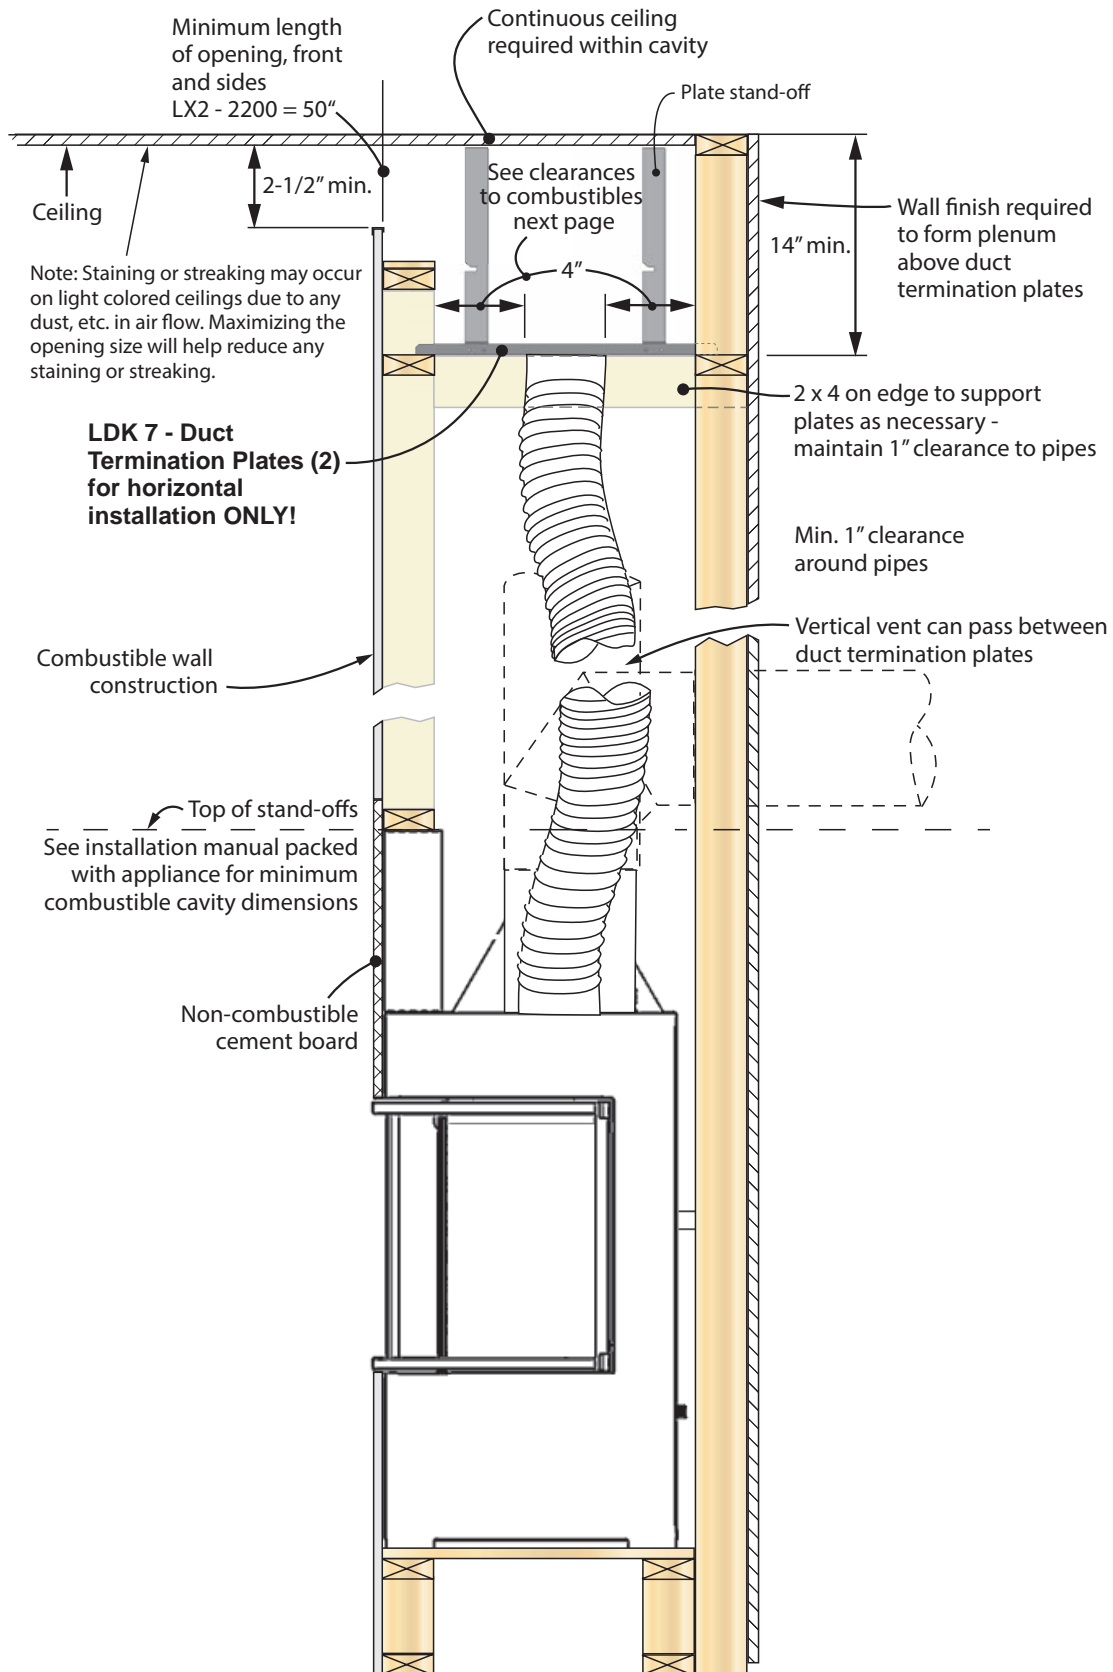 Minimum length
of opening, front
and sides
LX2 - 2200 = 50“
Continuous ceiling
required within cavity
Plate stand-off
2-1/2” min.
See clearances
to combustibles
next page
Ceiling
4”
14” min.
Wall finish required
to form plenum
above duct
termination plates
Note: Staining or streaking may occur
on light colored ceilings due to any
dust, etc. in air flow. Maximizing the
opening size will help reduce any
staining or streaking.
2 x 4 on edge to support
plates as necessary -
maintain 1” clearance to pipes
LDK 7 - Duct
Termination Plates (2)
for horizontal
installation ONLY!
Min. 1” clearance
around pipes
Vertical vent can pass between
duct termination plates
Combustible wall
construction
Top of stand-offs
See installation manual packed
with appliance for minimum
combustible cavity dimensions
Non-combustible
cement board